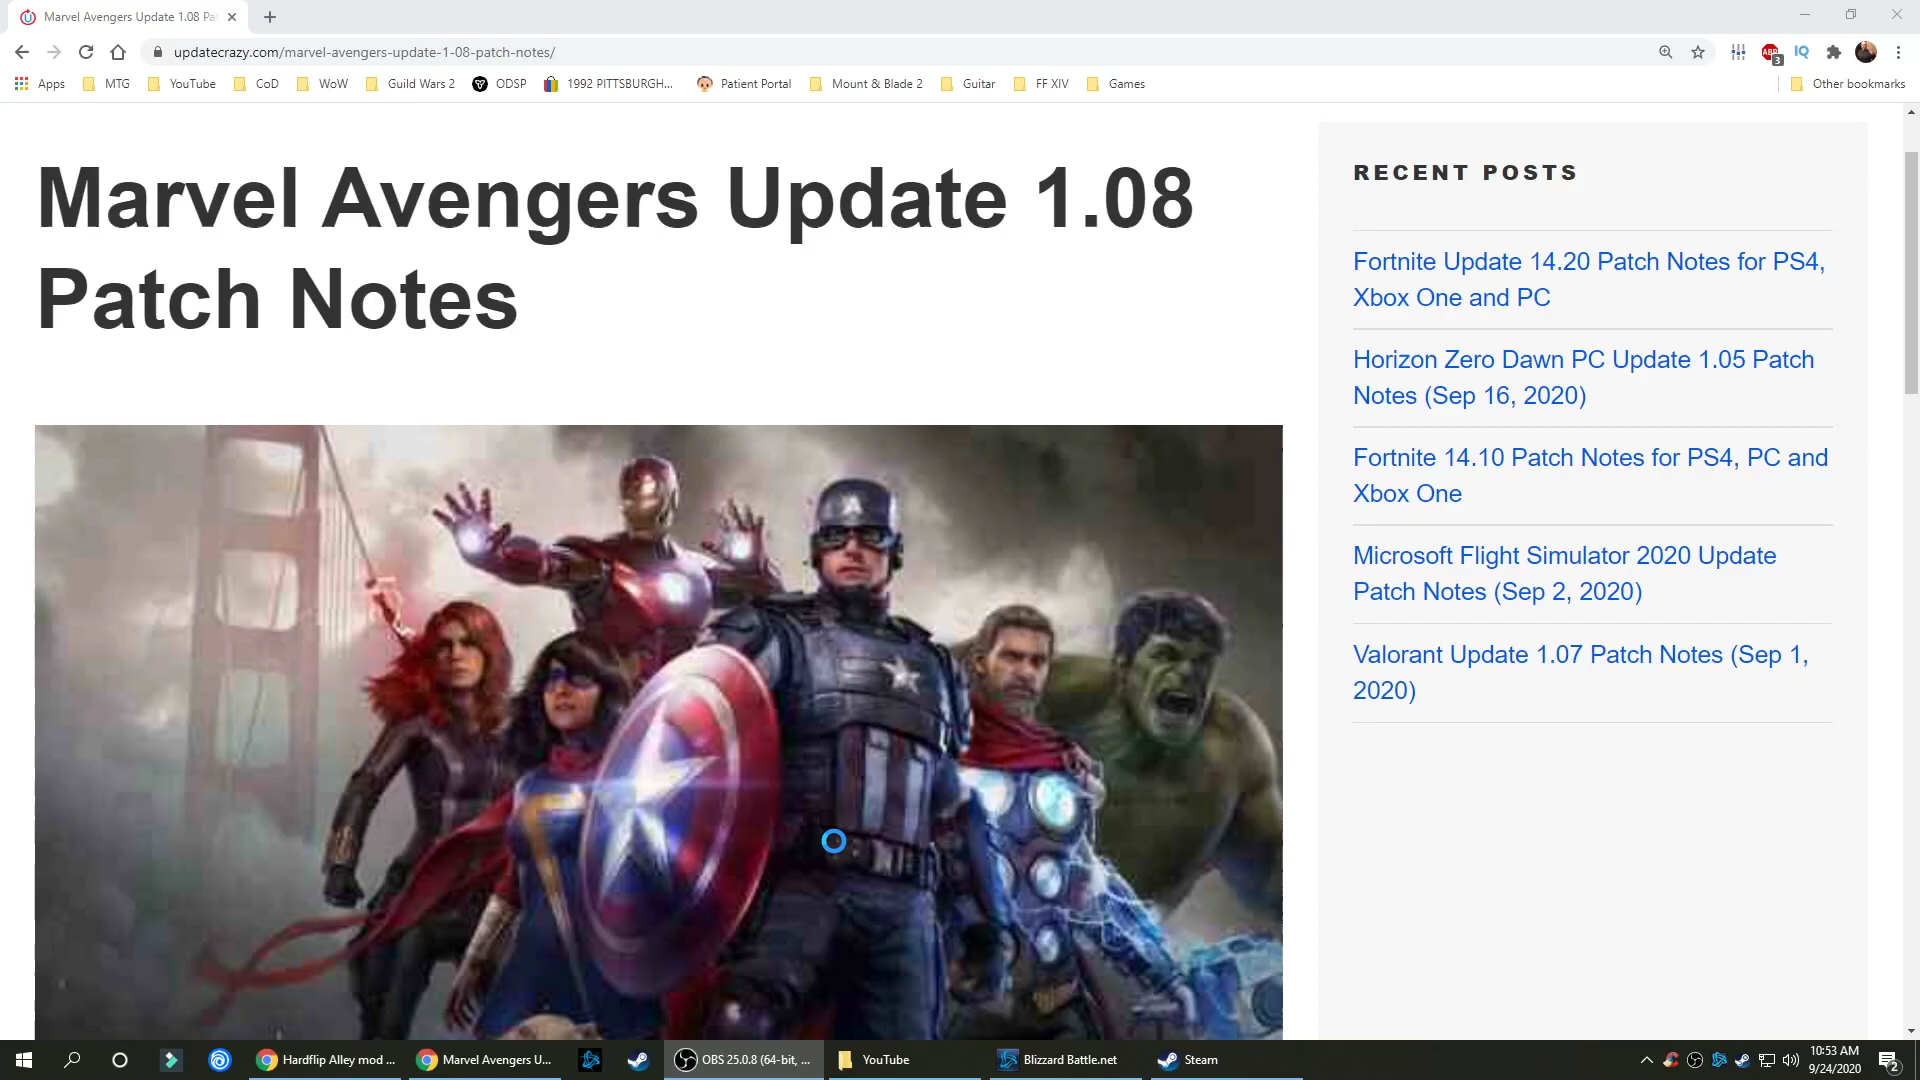 Marvel Avengers Update 1.08 Pa
updatecrazy.com/marvel-avengers-update-1-08-patch-notes/
ABP
3
IQ
Apps
MTG
YouTube
CoD
WoW
Guild Wars 2
ODSP
1992 PITTSBURGH...
Patient Portal
Mount & Blade 2
Guitar
FF XIV
Games
Other bookmarks
Marvel Avengers Update 1.08
Patch Notes
RECENT POSTS
Fortnite Update 14.20 Patch Notes for PS4,
Xbox One and PC
Horizon Zero Dawn PC Update 1.05 Patch
Notes (Sep 16, 2020)
Fortnite 14.10 Patch Notes for PS4, PC and
Xbox One
Microsoft Flight Simulator 2020 Update
Patch Notes (Sep 2, 2020)
Valorant Update 1.07 Patch Notes (Sep 1,
2020)
Hardflip Alley mod ...
Marvel Avengers U...
OBS 25.0.8 (64-bit, ...
YouTube
Blizzard Battle.net
Steam
10:53 AM
9/24/2020
2